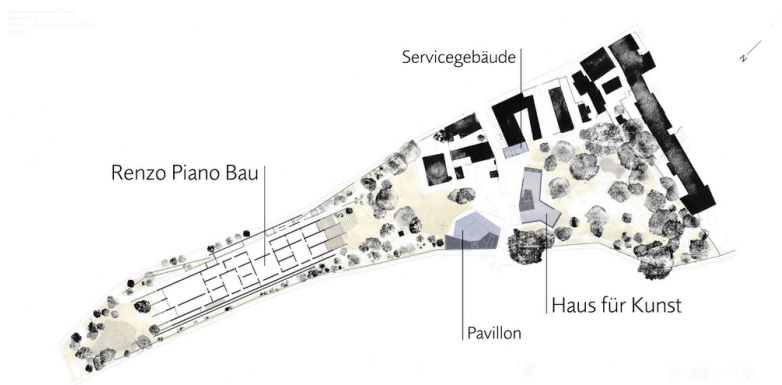 Servicegebäude
N
Renzo Piano Bau
Haus für Kunst
Pavillon